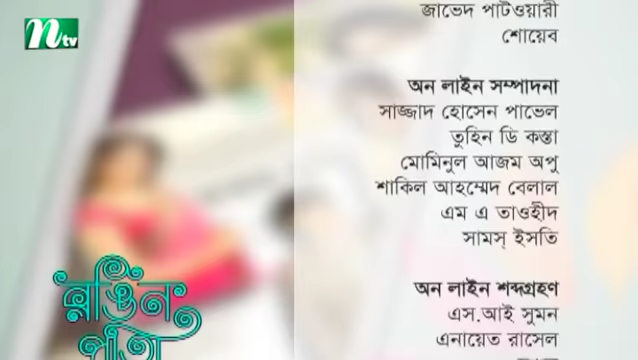 ntv
জাভেদ পাটওয়ারী
শোয়েব
অন লাইন সম্পাদনা
সাজ্জাদ হোসেন পাভেল
তুহিন ডি কস্তা
মোমিনুল আজম অপু
শাকিল আহম্মেদ বেলাল
এম এ তাওহীদ
সামস্ ইসতি
অন লাইন শব্দগ্রহণ
এস.আই সুমন
এনায়েত রাসেল
রঙিন
পাতা